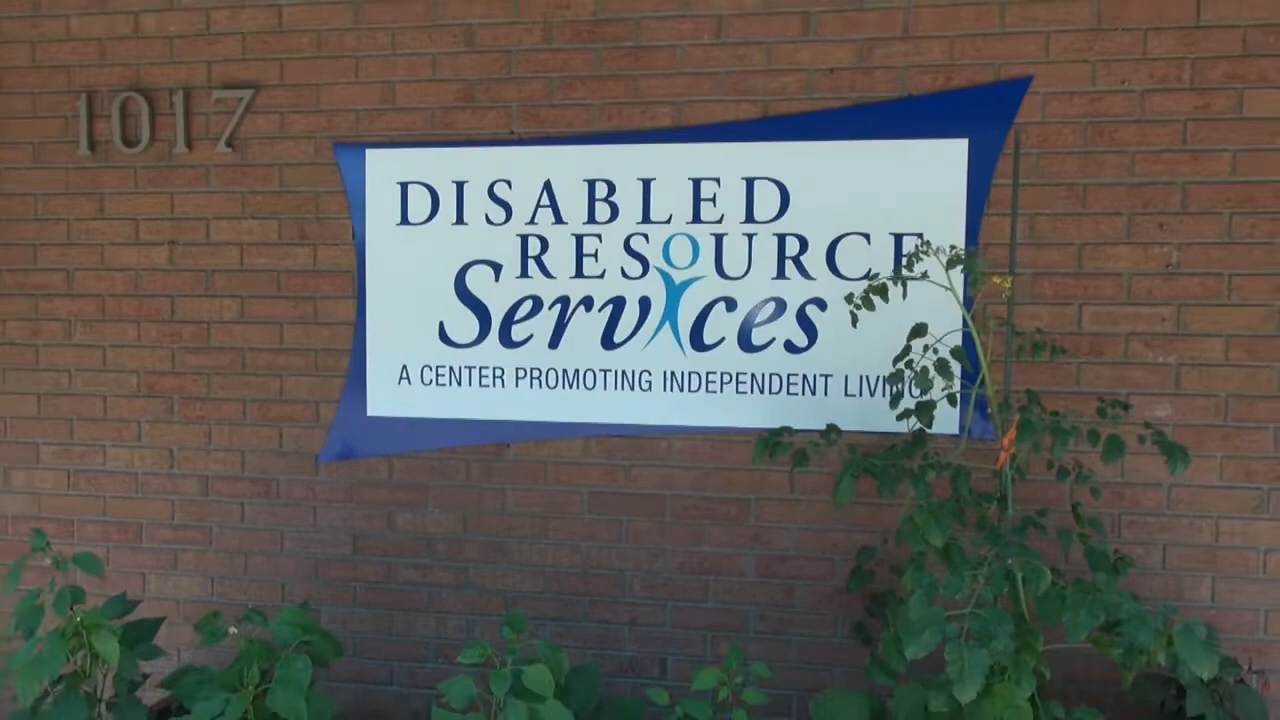 1017
DISABLED
RESOURCE
Services
A CENTER PROMOTING INDEPENDENT LIVING